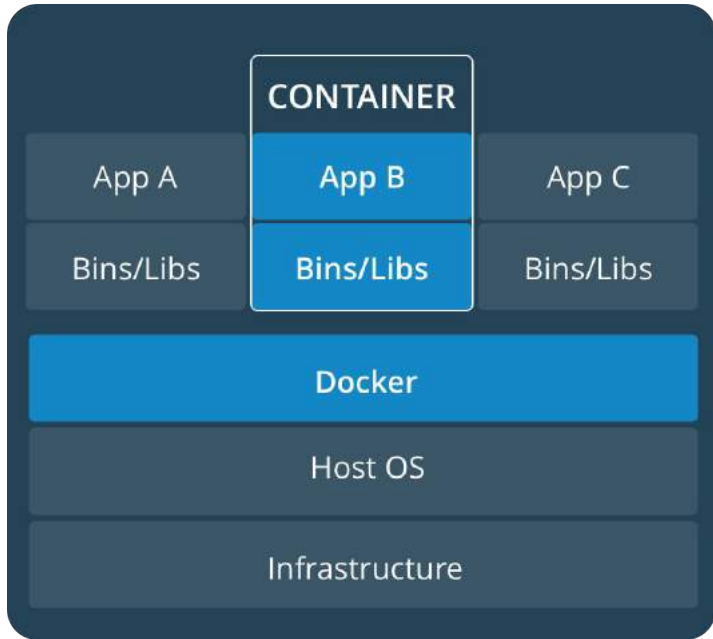 CONTAINER
App A App B App C
Bins/Libs Bins/Libs Bins/Libs
Docker
Host OS
Infrastructure